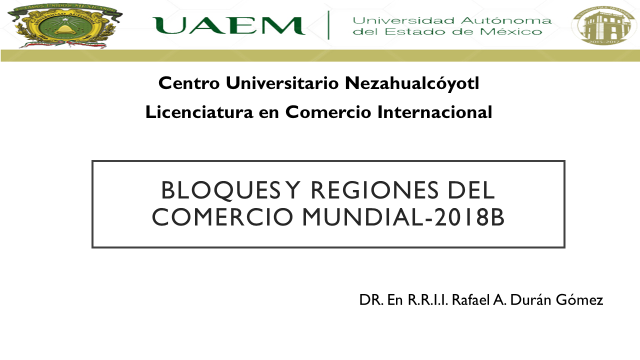 UAEM
Universidad Autónoma
del Estado de México
Centro Universitario Nezahualcóyotl
Licenciatura en Comercio Internacional
BLOQUES Y REGIONES DEL
COMERCIO MUNDIAL-2018B
DR. En R.R.I.I. Rafael A. Durán Gómez